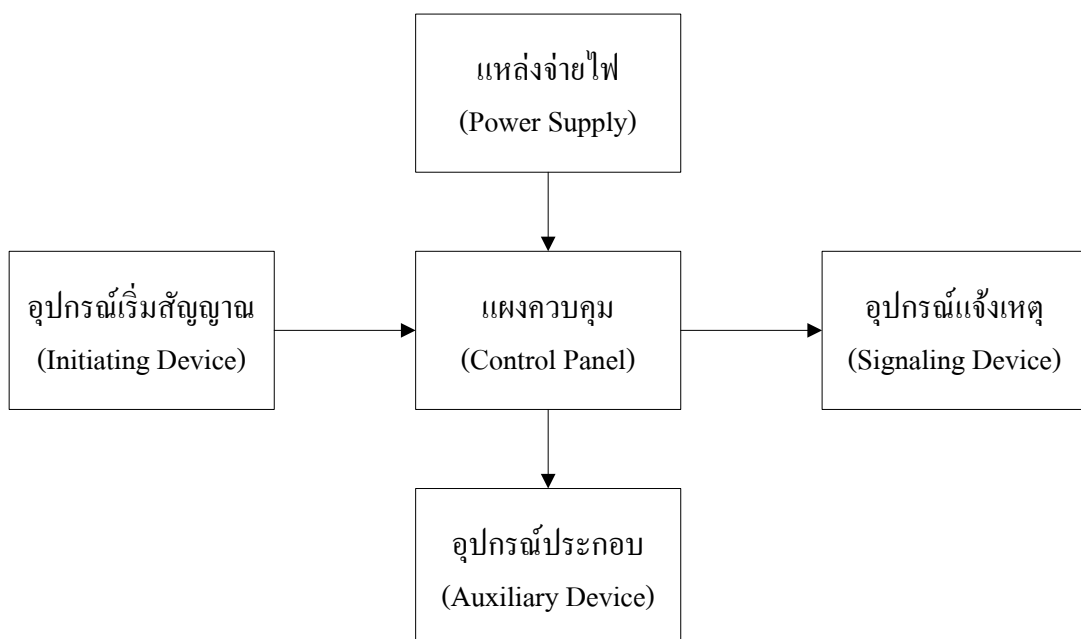 แหล่งจ่ายไฟ
(Power Supply)
อุปกรณ์เริ่มสัญญาณ
(Initiating Device)
แผงควบคุม
(Control Panel)
อุปกรณ์แจ้งเหตุ
(Signaling Device)
อุปกรณ์ประกอบ
(Auxiliary Device)